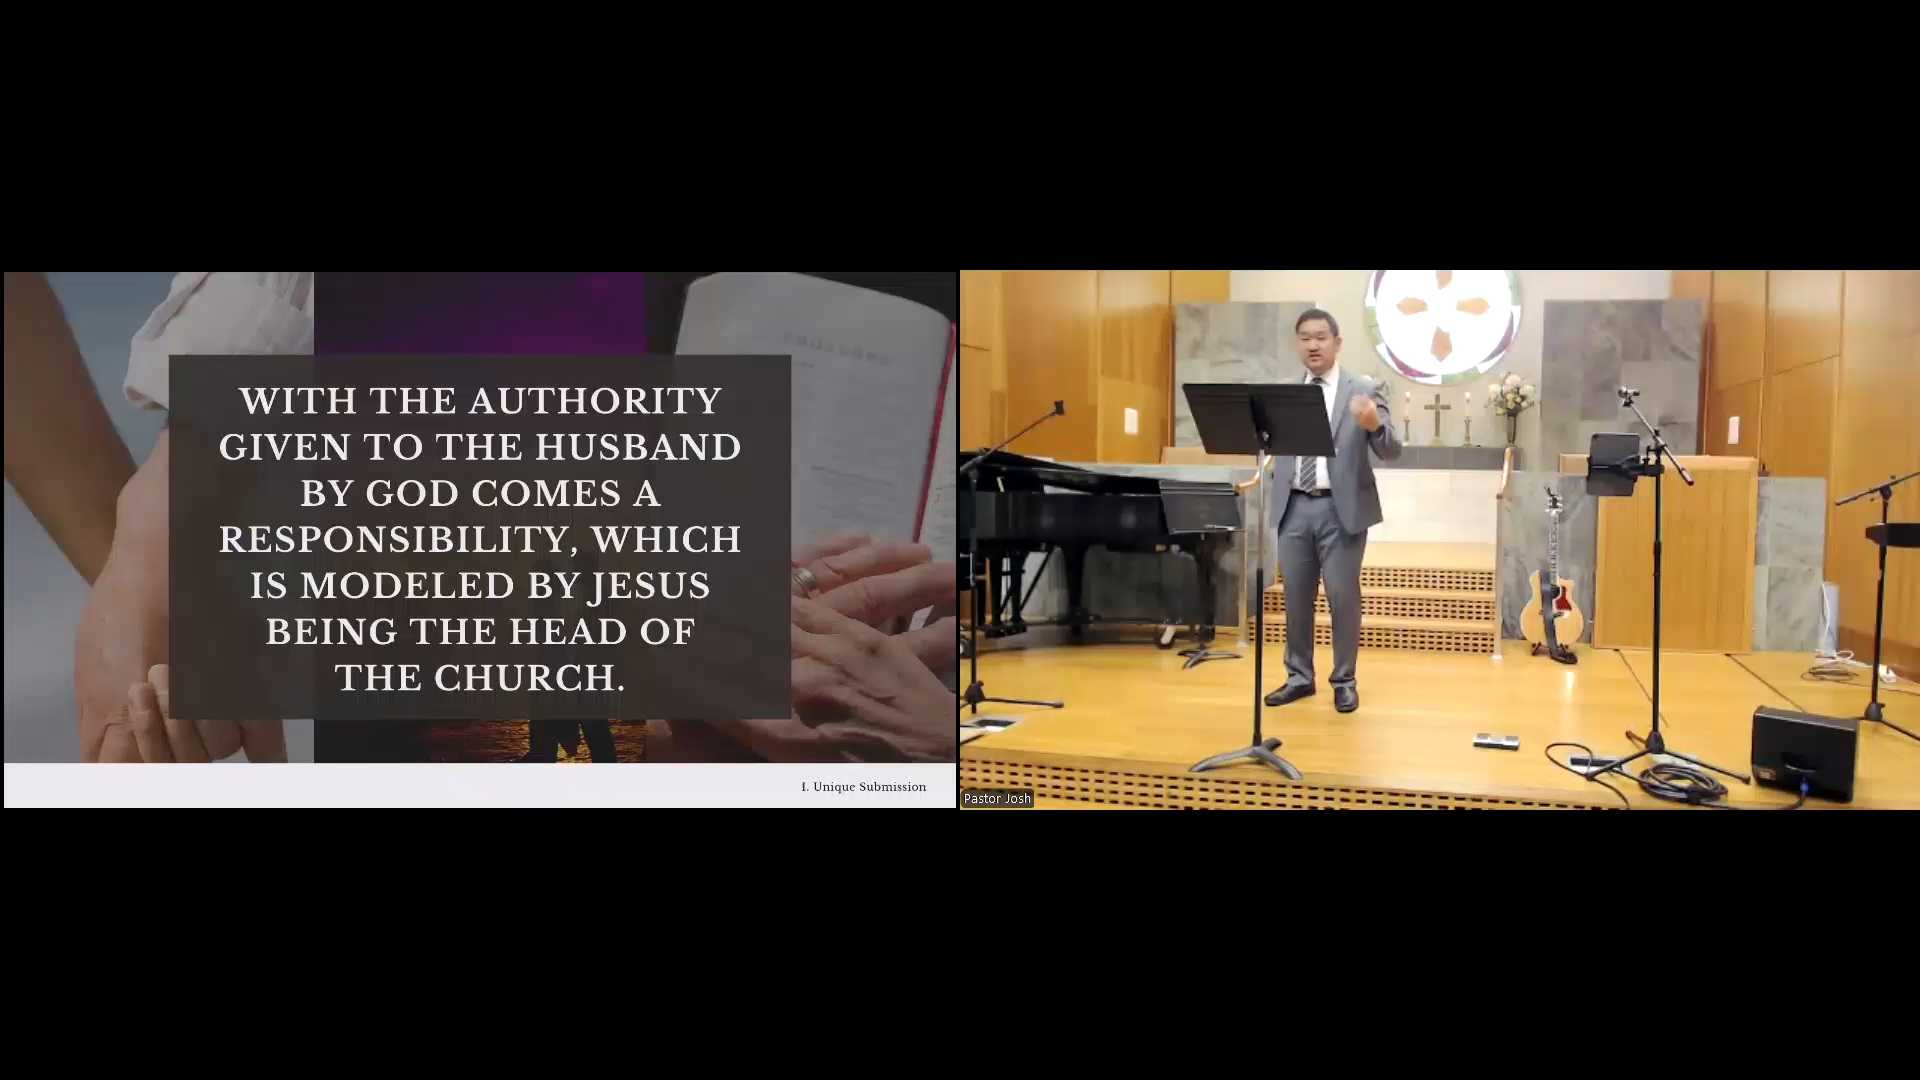 WITH THE AUTHORITY
GIVEN TO THE HUSBAND
BY GOD COMES A
RESPONSIBILITY, WHICH
IS MODELED BY JESUS
BEING THE HEAD OF
THE CHURCH.
I. Unique Submission
Pastor Josh